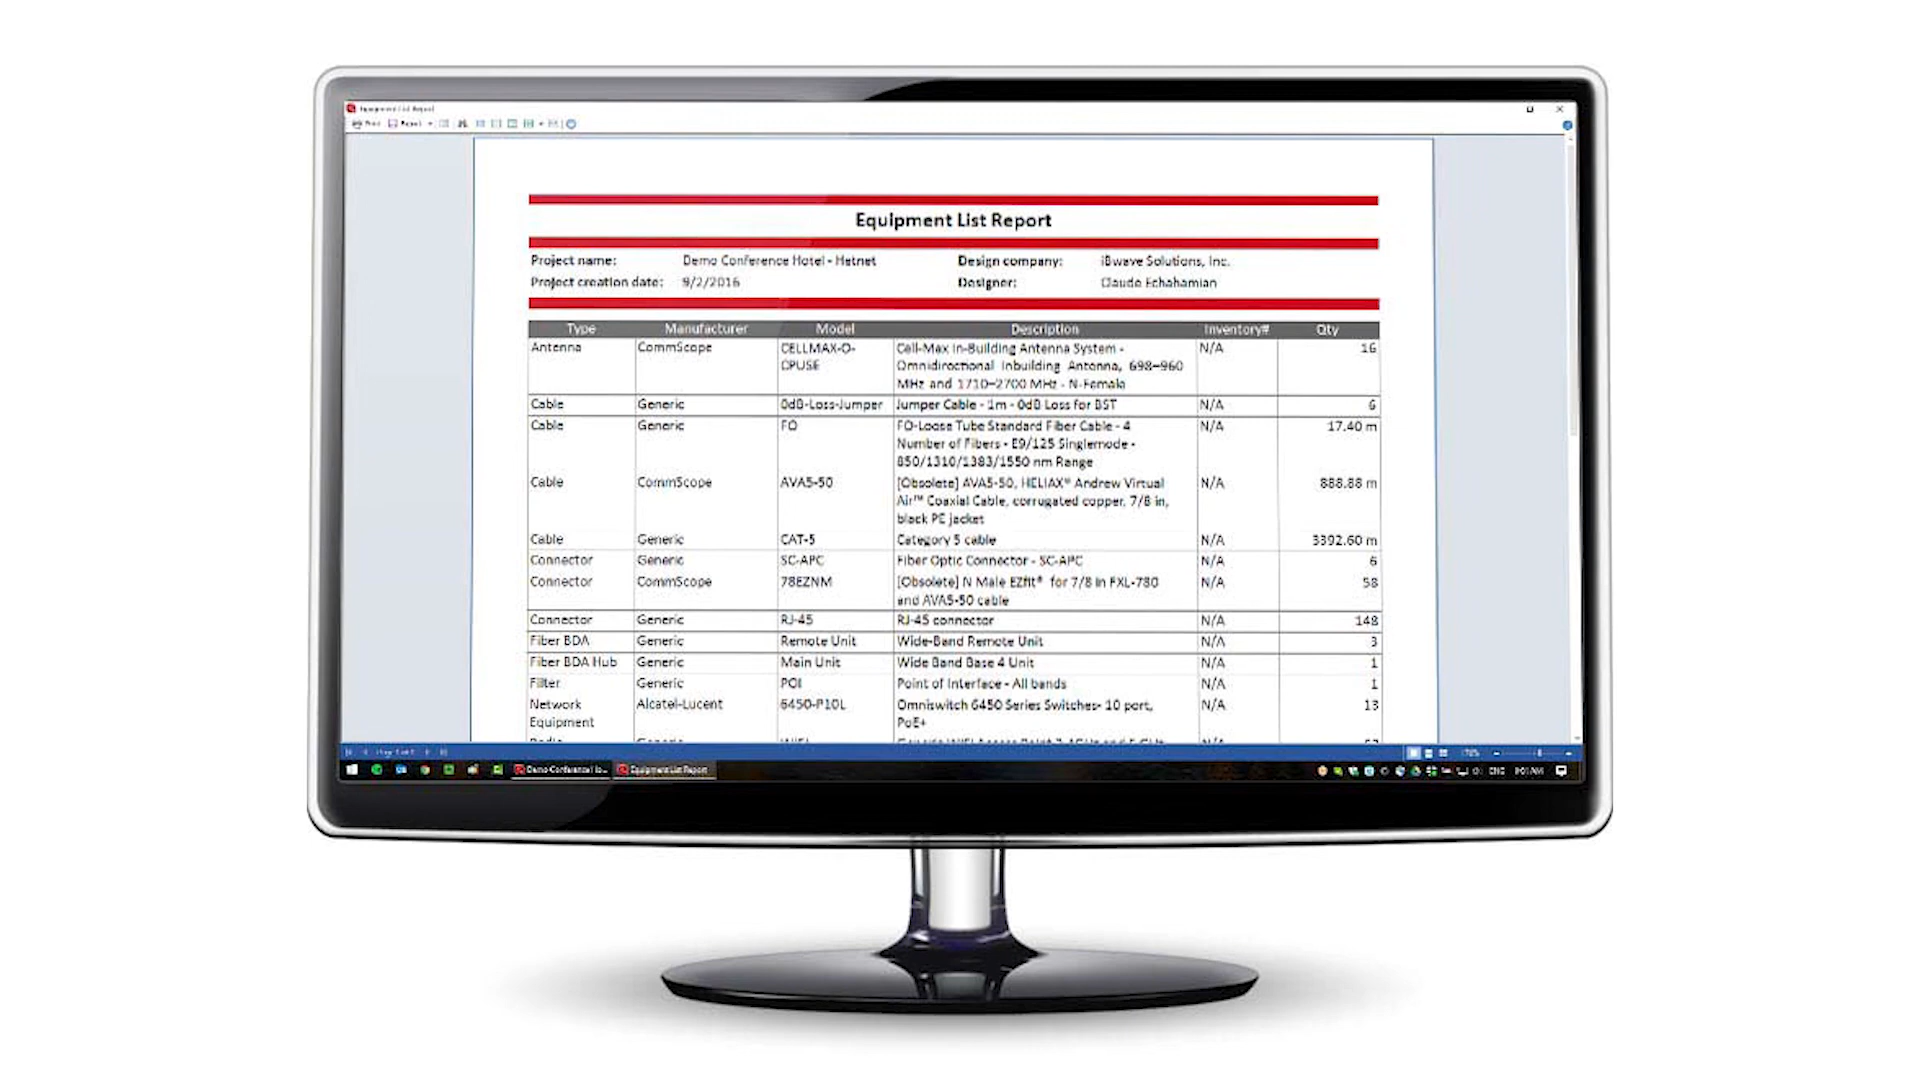 Equipment List Report
Print Export
Equipment List Report
Project name: Demo Conference Hotel - Hetnet Design company: iBwave Solutions, Inc.
Project creation date: 9/2/2016 Designer: Claude Echahamian
Type Manufacturer Model Description Inventory# Qty
Antenna CommScope CELLMAX-O- Cell-Max In-Building Antenna System - N/A 16
CPUSE Omnidirectional Inbuilding Antenna, 698–960
MHz and 1710–2700 MHz - N-Female
Cable Generic 0dB-Loss-Jumper Jumper Cable - 1m - 0dB Loss for BST N/A 6
Cable Generic FO FO-Loose Tube Standard Fiber Cable - 4 N/A 17.40 m
Number of Fibers - E9/125 Singlemode -
850/1310/1383/1550 nm Range
Cable CommScope AVA5-50 [Obsolete] AVA5-50, HELIAX® Andrew Virtual N/A 888.88 m
Air™ Coaxial Cable, corrugated copper, 7/8 in,
black PE jacket
Cable Generic CAT-5 Category 5 cable N/A 3392.60 m
Connector Generic SC-APC Fiber Optic Connector - SC-APC N/A 6
Connector CommScope 78EZNM [Obsolete] N Male EZfit® for 7/8 in FXL-780 N/A 58
and AVA5-50 cable
Connector Generic RJ-45 RJ-45 connector N/A 148
Fiber BDA Generic Remote Unit Wide-Band Remote Unit N/A 3
Fiber BDA Hub Generic Main Unit Wide Band Base 4 Unit N/A 1
Filter Generic POI Point of Interface - All bands N/A 1
Network Alcatel-Lucent 6450-P10L Omniswitch 6450 Series Switches- 10 port, N/A 13
Equipment PoE+
Demo Conference Ho... Equipment List Report ENG